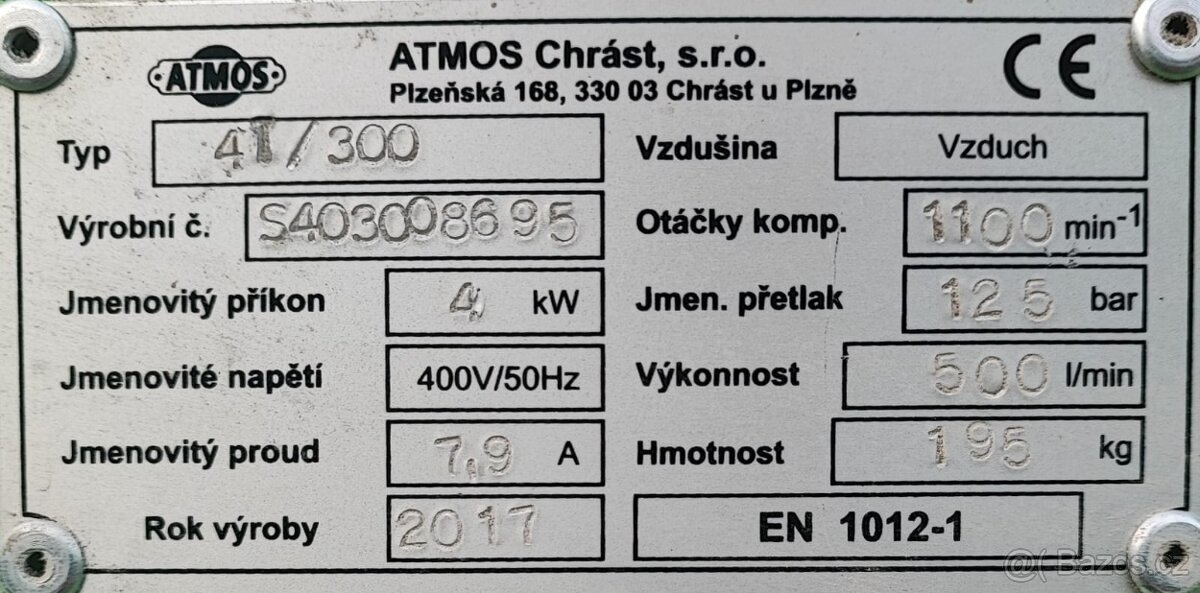 ATMOS
ATMOS Chrást, s.r.o.
Plzeňská 168, 330 03 Chrást u Plzně
CE
Typ 4T/300
Výrobní č. S403008695
Jmenovitý příkon 4 kW
Jmenovité napětí 400V/50Hz
Jmenovitý proud 7,9 A
Rok výroby 2017
Vzdušina Vzduch
Otáčky komp. 1100 min-1
Jmen. přetlak 125 bar
Výkonnost 500 l/min
Hmotnost 195 kg
EN 1012-1
@( Bazos.cz